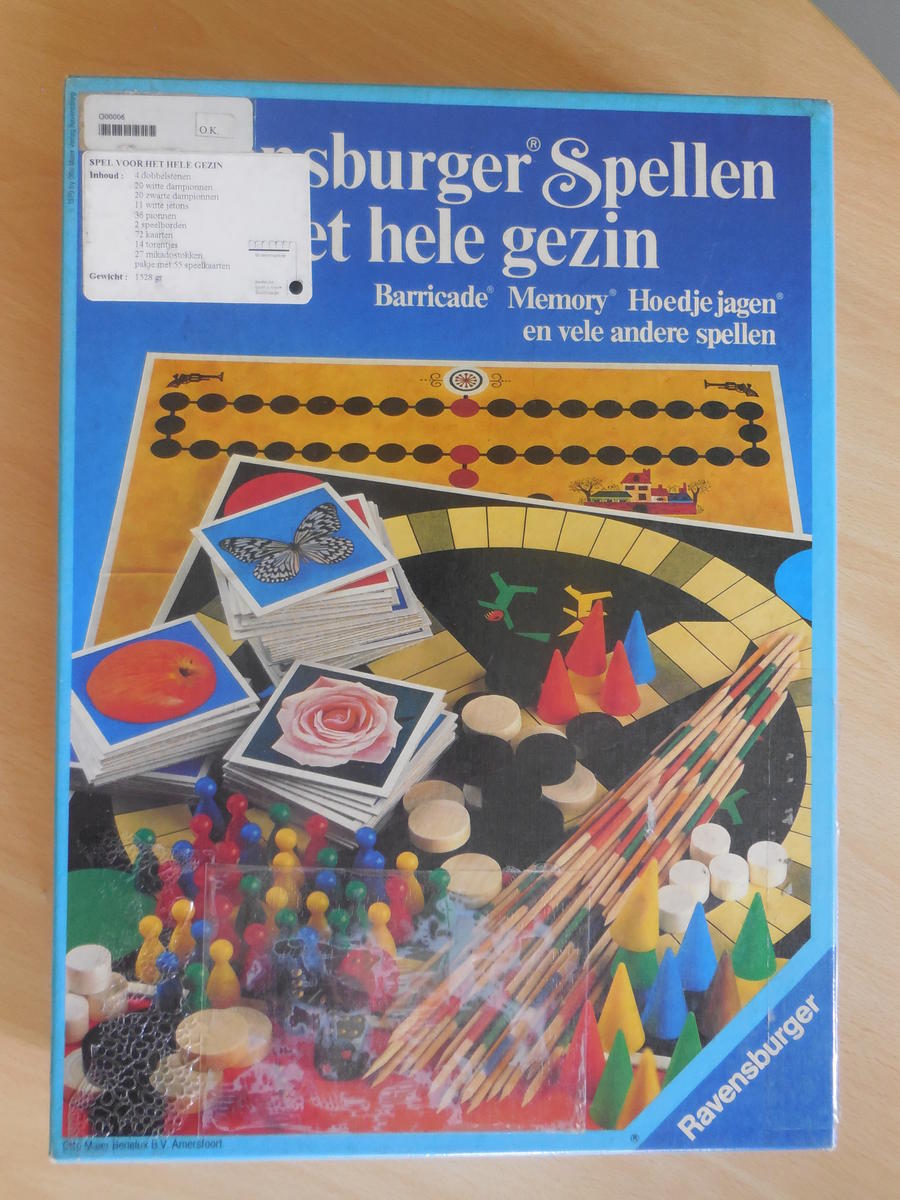 O00006
O.K.
SPEL VOOR HET HELE GEZIN
Inhoud : 4 dobbelstenen
20 witte dampionnen
20 zwarte dampionnen
11 witte jetons
36 pionnen
2 speelborden
72 kaarten
14 torentjes
27 mikadostokken
pakje met 55 speelkaarten
Gewicht : 1528 gr
nsburger® Spellen
et hele gezin
Barricade® Memory® Hoedje jagen®
en vele andere spellen
Ravensburger
®
Otto Maier Benelux B.V. Amersfoort